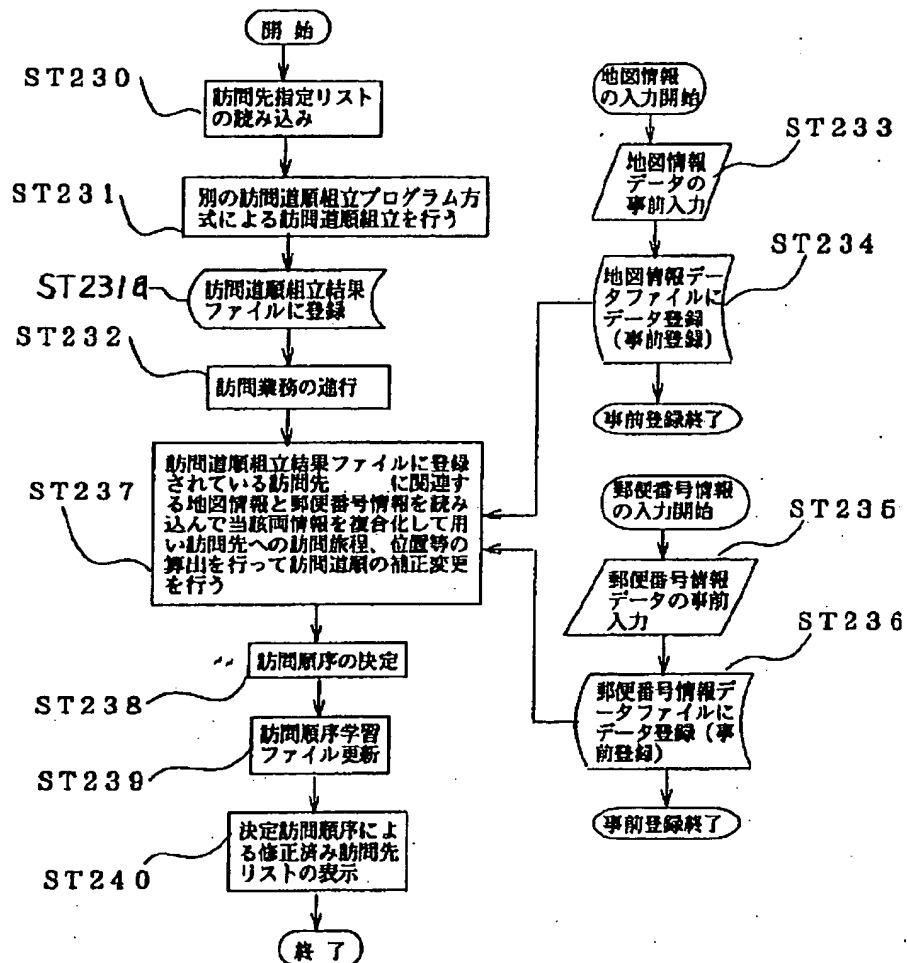 開 始
ST230
訪問先指定リスト
の読み込み
ST231
別の訪問道順組立プログラム方
式による訪問道順組立を行う
ST231a
訪問道順組立結果
ファイルに登録
ST232
訪問業務の進行
ST237
訪問道順組立結果ファイルに登録
されている訪問先 に関連す
る地図情報と郵便番号情報を読み
込んで当該両情報を複合化して用
い訪問先への訪問旅程、位置等の
算出を行って訪問道順の補正変更
を行う
訪問順序の決定
ST238
訪問順序学習
ファイル更新
ST239
決定訪問順序によ
る修正済み訪問先
リストの表示
ST240
終 了
地図情報
の入力開始
ST233
地図情報
データの
事前入力
ST234
地図情報デー
タファイルに
データ登録
(事前登録)
事前登録終了
郵便番号情報
の入力開始
ST235
郵便番号情報
データの事前
入力
ST236
郵便番号情報デ
ータファイルに
データ登録(事
前登録)
事前登録終了